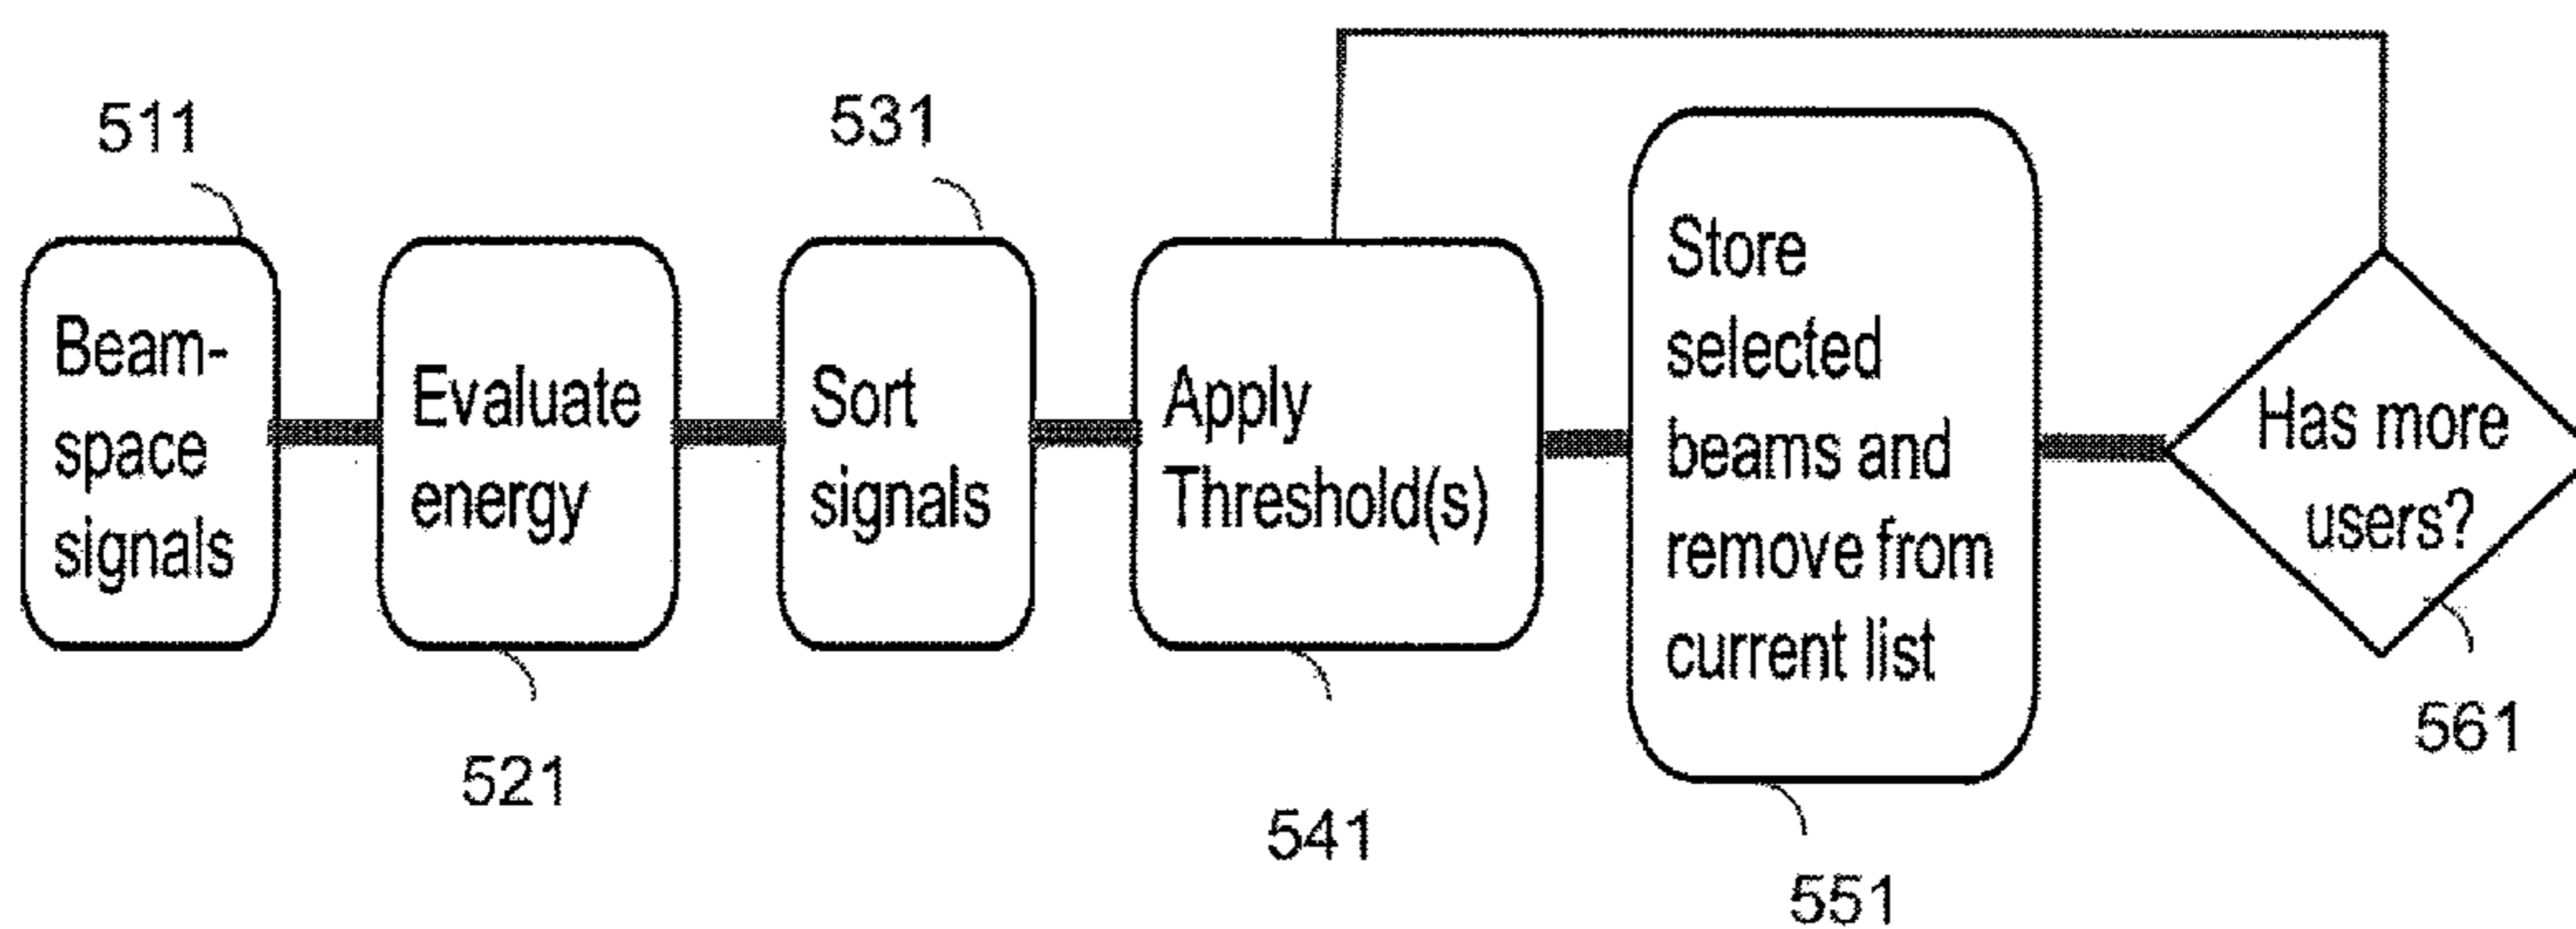 511
531
Beam-
space
signals
Evaluate
energy
Sort
signals
Apply
Threshold(s)
Store
selected
beams and
remove from
current list
Has more
users?
521
541
551
561